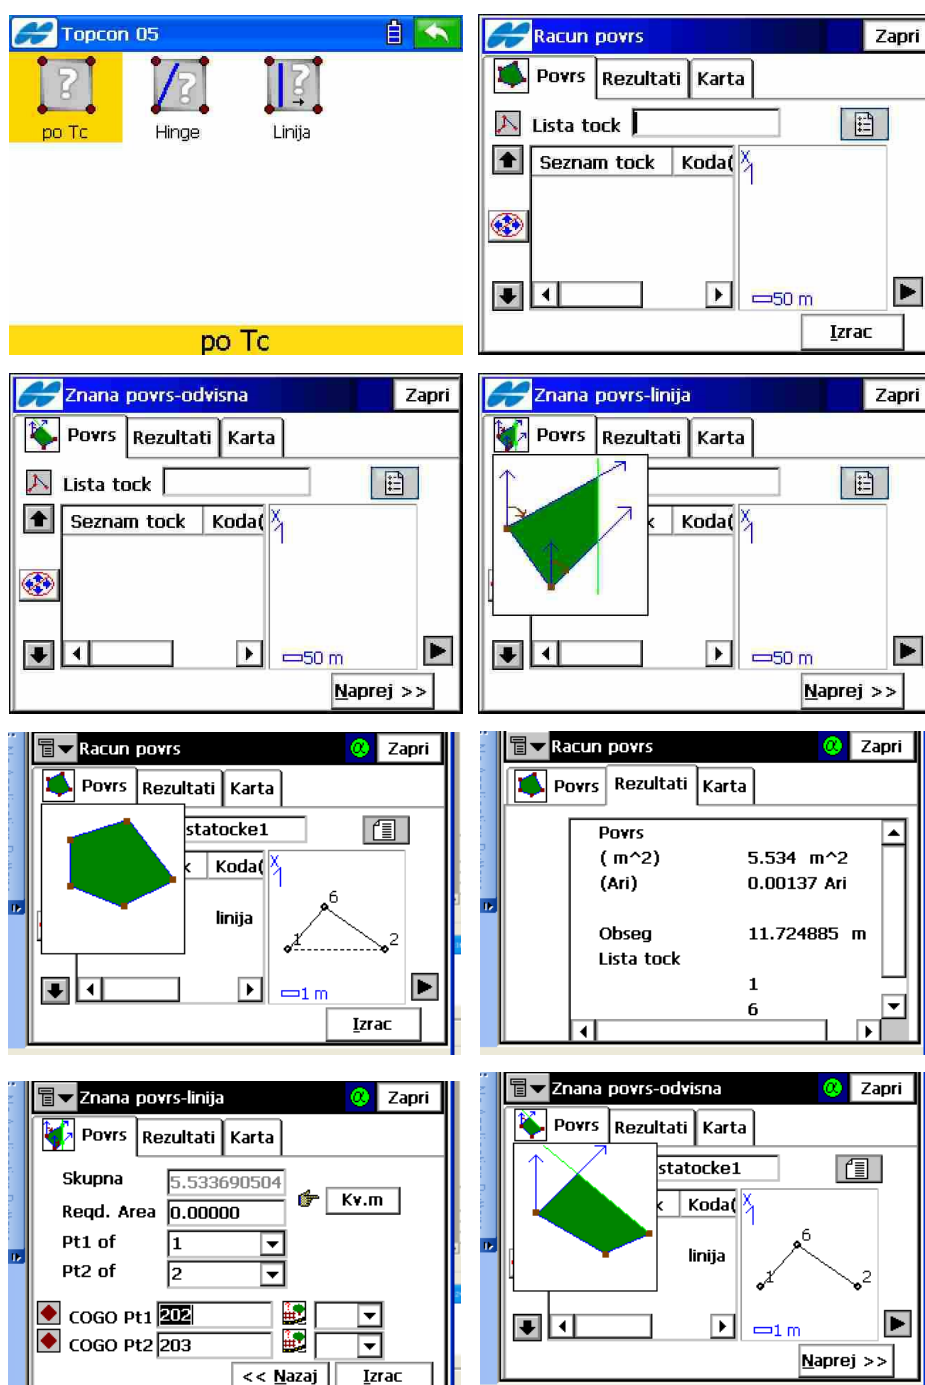 Topcon 05
po Tc
Hinge
Linija
po Tc
Racun povrs
Zapri
Povrs
Rezultati
Karta
Lista tock
Seznam tock
Koda(
X
50 m
Izrac
Znana povrs-odvisna
Zapri
Povrs
Rezultati
Karta
Lista tock
Seznam tock
Koda(
X
50 m
Naprej >>
Znana povrs-linija
Zapri
Povrs
Rezultati
Karta
Koda(
X
50 m
Naprej >>
Racun povrs
α
Zapri
Povrs
Rezultati
Karta
statocke1
Koda(
X
linija
6
1
2
1 m
Izrac
Racun povrs
α
Zapri
Povrs
Rezultati
Karta
Povrs
( m^2) 5.534 m^2
(Ari) 0.00137 Ari
Obseg 11.724885 m
Lista tock
1
6
Znana povrs-linija
α
Zapri
Povrs
Rezultati
Karta
Skupna 5.533690504
Reqd. Area 0.00000
Kv.m
Pt1 of 1
Pt2 of 2
COGO Pt1 202
COGO Pt2 203
<< Nazaj
Izrac
Znana povrs-odvisna
α
Zapri
Povrs
Rezultati
Karta
statocke1
Koda(
X
linija
6
1
2
1 m
Naprej >>